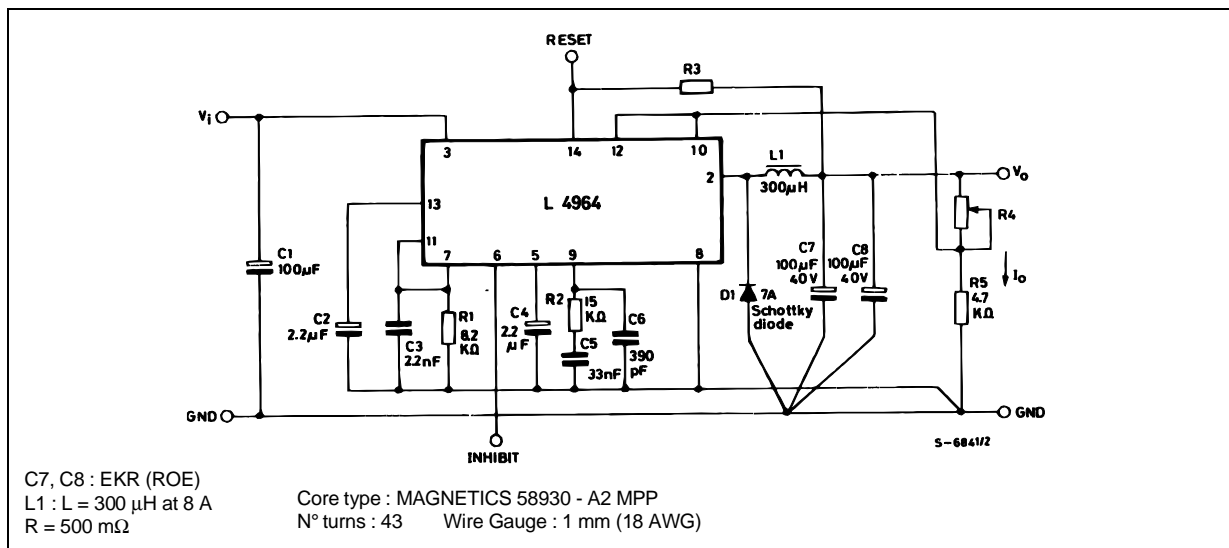 RESET
R3
Vi
3
14
12
10
2
L1
300μH
Vo
L 4964
13
11
7
6
5
9
8
R4
C1
100μF
C2
2.2μF
C3
2.2nF
R1
8.2
KΩ
C4
2.2
μF
R2
15
KΩ
C5
33nF
C6
390
pF
D1
7A
Schottky
diode
C7
100μF
40V
C8
100μF
40V
Io
R5
4.7
KΩ
GND
GND
INHIBIT
S-6841/2
C7, C8 : EKR (ROE)
L1 : L = 300 μH at 8 A
R = 500 mΩ
Core type : MAGNETICS 58930 - A2 MPP
N° turns : 43 Wire Gauge : 1 mm (18 AWG)